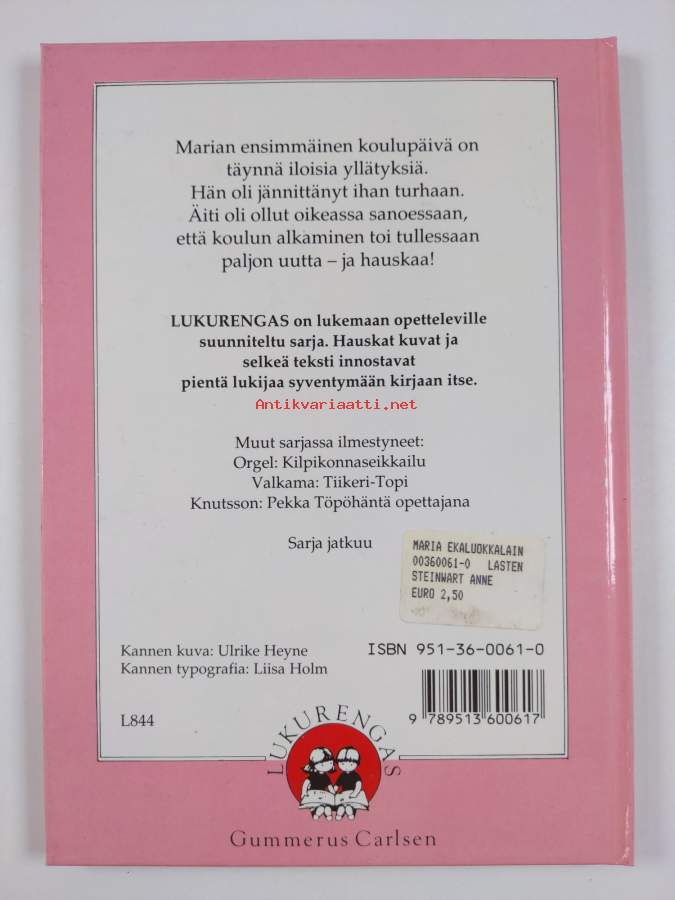 Marian ensimmäinen koulupäivä on
täynnä iloisia yllätyksiä.
Hän oli jännittänyt ihan turhaan.
Äiti oli ollut oikeassa sanoessaan,
että koulun alkaminen toi tullessaan
paljon uutta – ja hauskaa!
LUKURENGAS on lukemaan opetteleville
suunniteltu sarja. Hauskat kuvat ja
selkeä teksti innostavat
pientä lukijaa syventymään kirjaan itse.
Antikvariaatti.net
Muut sarjassa ilmestyneet:
Orgel: Kilpikonnaseikkailu
Valkama: Tiikeri-Topi
Knutsson: Pekka Töpöhäntä opettajana
Sarja jatkuu
MARIA EKALUOKKALAIN
00360061-0 LASTEN
STEINWART ANNE
EURO 2,50
Kannen kuva: Ulrike Heyne
Kannen typografia: Liisa Holm
ISBN 951-36-0061-0
9 789513 600617
L844
LUKURENGAS
Gummerus Carlsen